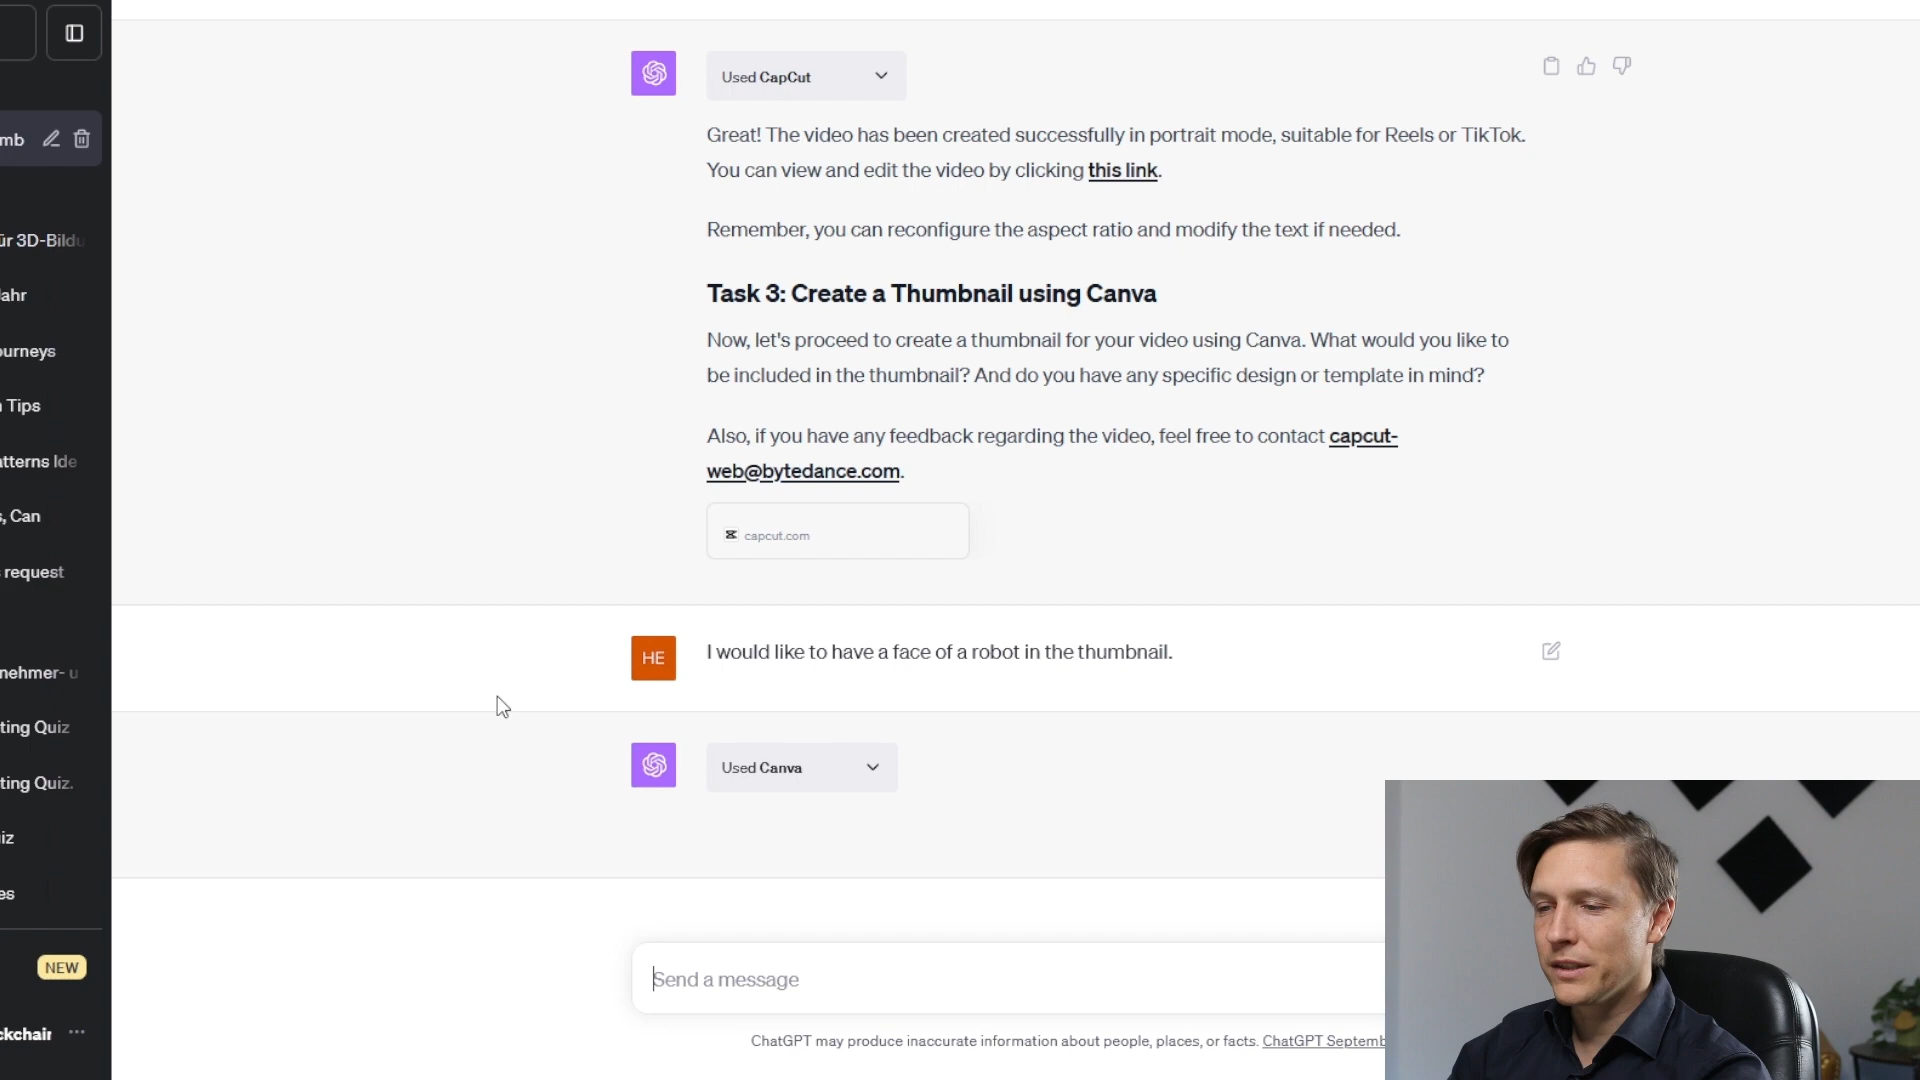 mb
ür 3D-Bildu
ahr
ourneys
Tips
atterns Ide
s, Can
request
nehmer- u
ting Quiz
ting Quiz.
iz
es
NEW
ckchair
Used CapCut
Great! The video has been created successfully in portrait mode, suitable for Reels or TikTok.
You can view and edit the video by clicking this link.
Remember, you can reconfigure the aspect ratio and modify the text if needed.
Task 3: Create a Thumbnail using Canva
Now, let's proceed to create a thumbnail for your video using Canva. What would you like to
be included in the thumbnail? And do you have any specific design or template in mind?
Also, if you have any feedback regarding the video, feel free to contact capcut-
web@bytedance.com.
capcut.com
HE
I would like to have a face of a robot in the thumbnail.
Used Canva
Send a message
ChatGPT may produce inaccurate information about people, places, or facts. ChatGPT Septemb